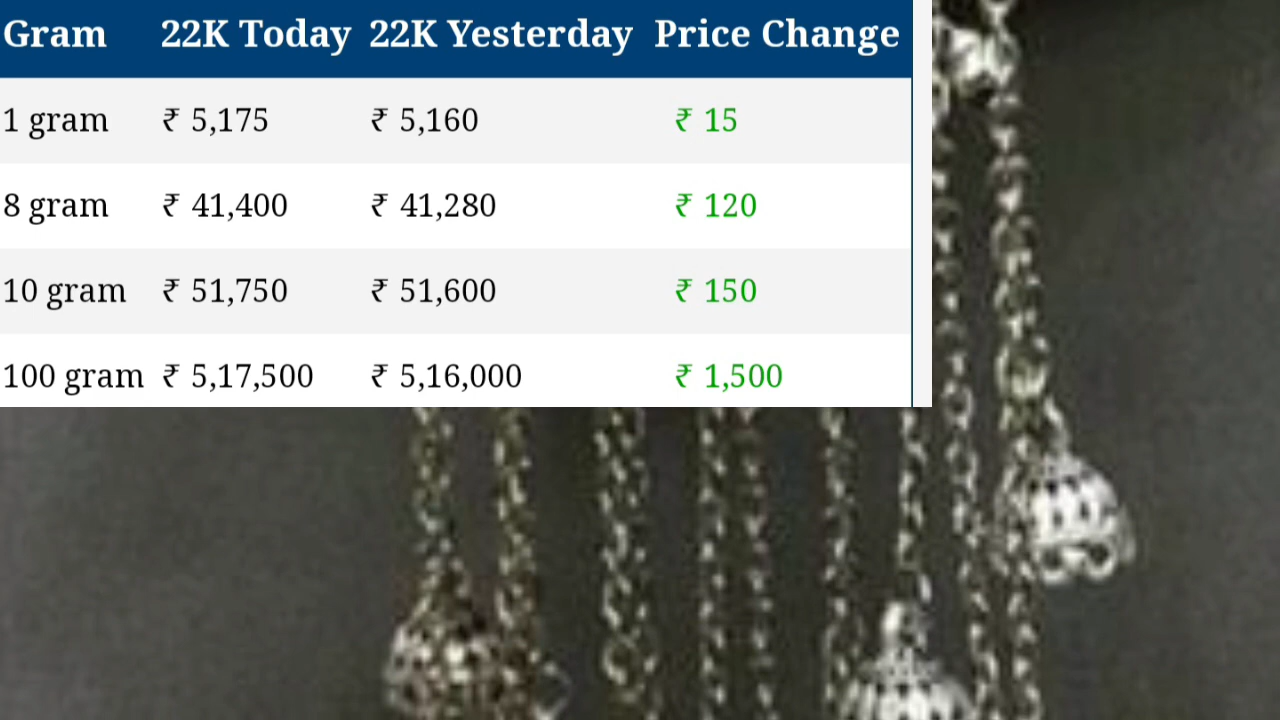 Gram 22K Today 22K Yesterday Price Change
1 gram ₹ 5,175 ₹ 5,160 ₹ 15
8 gram ₹ 41,400 ₹ 41,280 ₹ 120
10 gram ₹ 51,750 ₹ 51,600 ₹ 150
100 gram ₹ 5,17,500 ₹ 5,16,000 ₹ 1,500